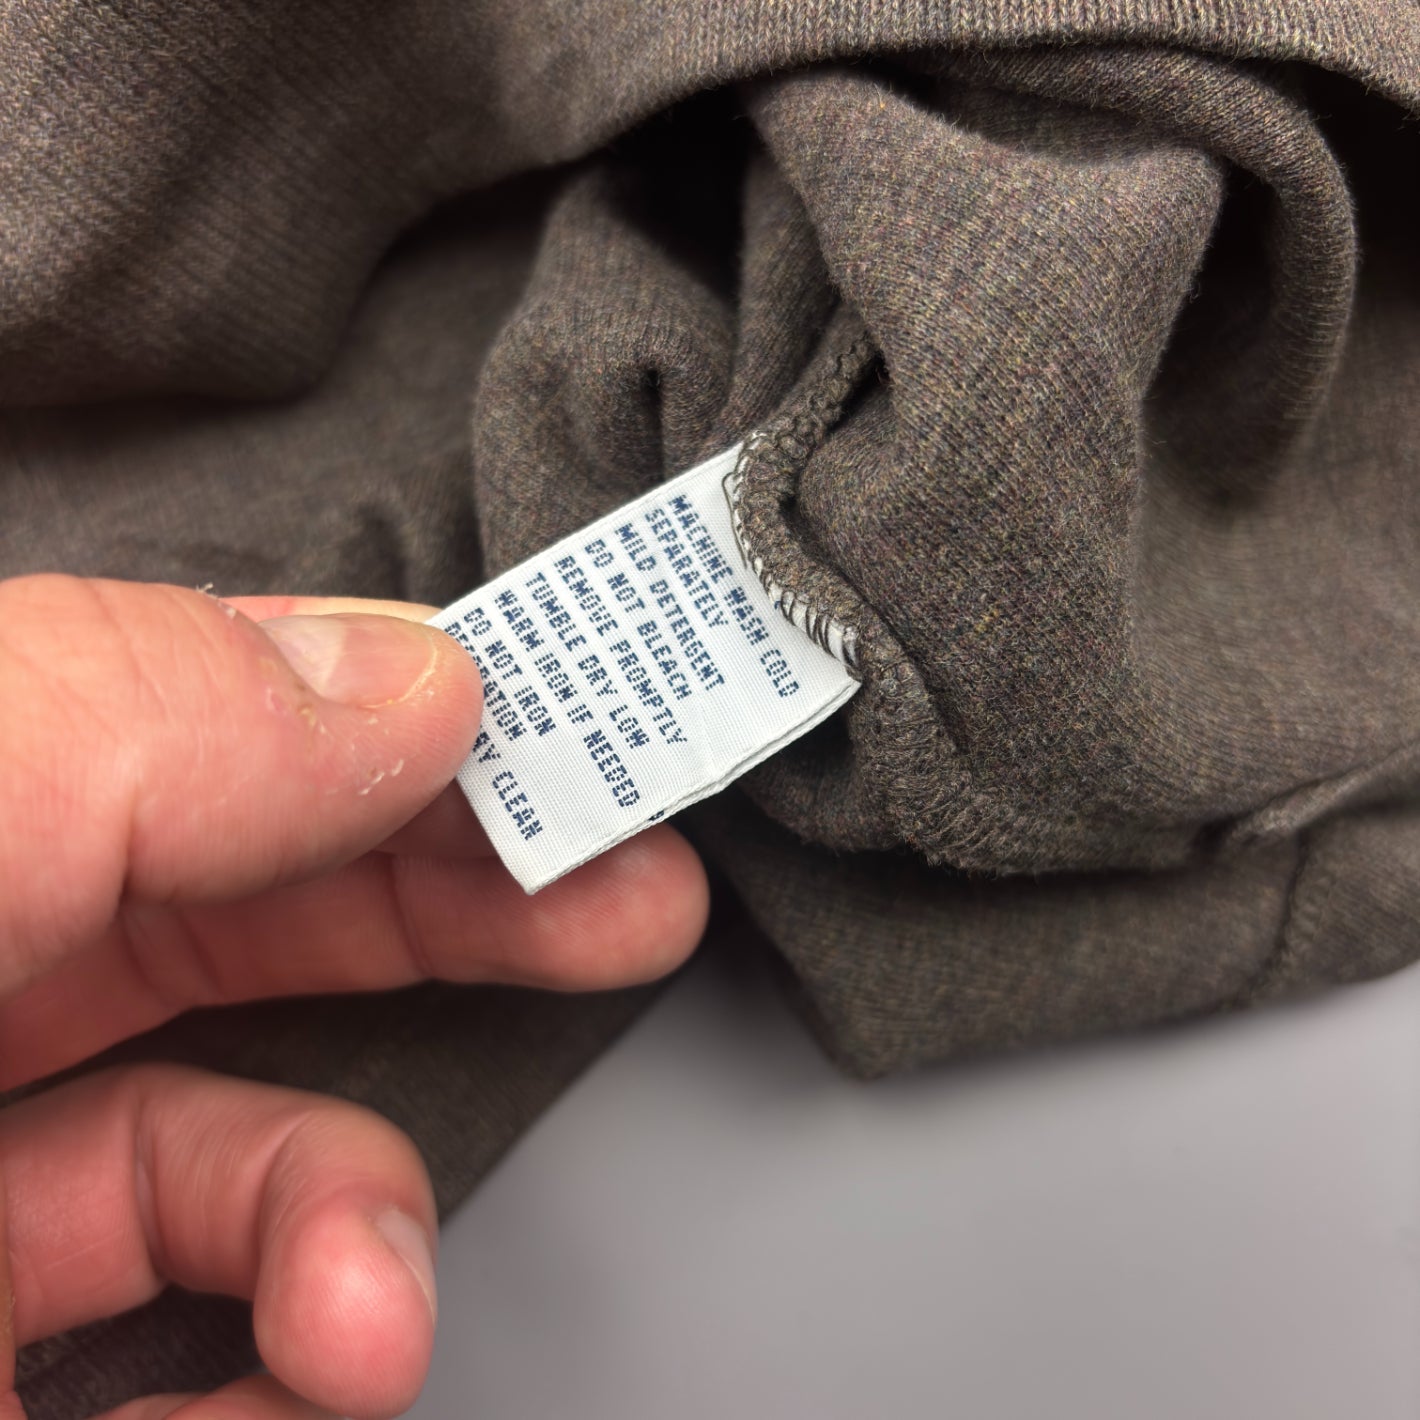 MACHINE WASH COLD
SEPARATELY
MILD DETERGENT
DO NOT BLEACH
REMOVE PROMPTLY
TUMBLE DRY LOW
WARM IRON IF NEEDED
DO NOT IRON
CLEAN